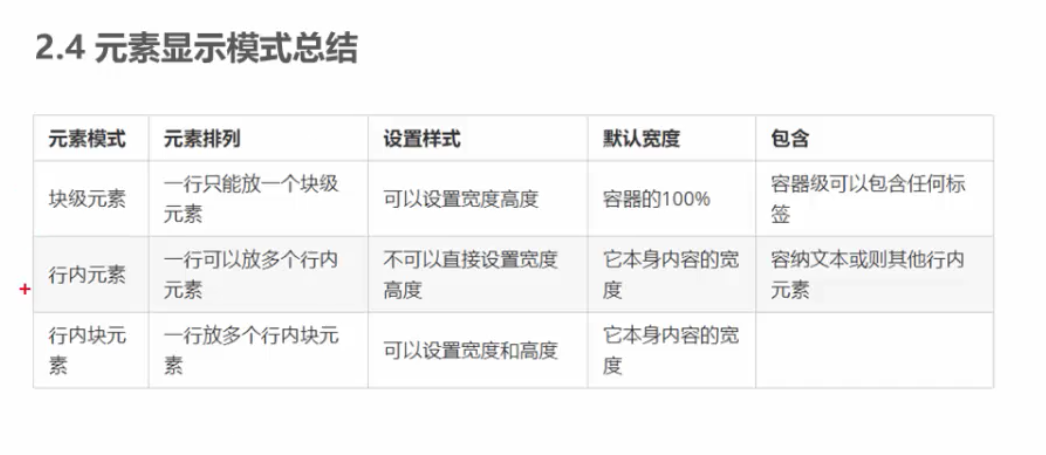 2.4 元素显示模式总结
元素模式 元素排列 设置样式 默认宽度 包含
块级元素 一行只能放一个块级元素 可以设置宽度高度 容器的100% 容器级可以包含任何标签
行内元素 一行可以放多个行内元素 不可以直接设置宽度高度 它本身内容的宽度 容纳文本或则其他行内元素
行内块元素 一行放多个行内块元素 可以设置宽度和高度 它本身内容的宽度